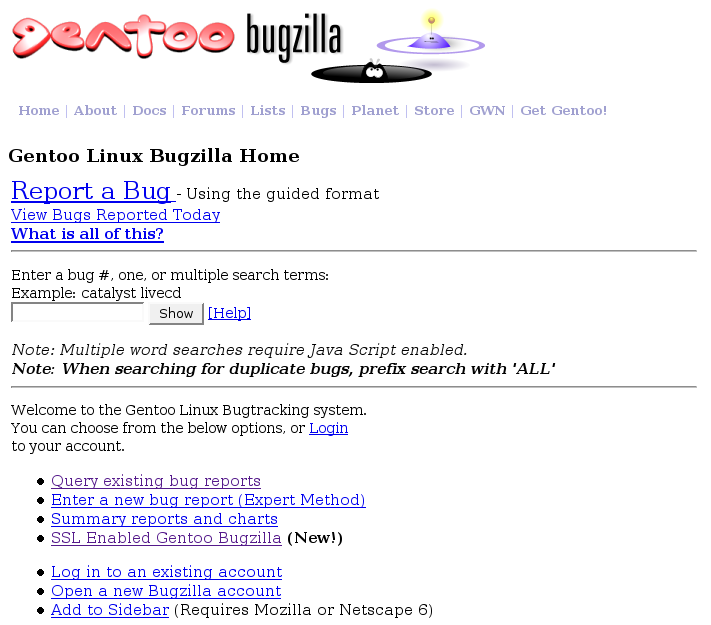 gentoo bugzilla
Home | About | Docs | Forums | Lists | Bugs | Planet | Store | GWN | Get Gentoo!
Gentoo Linux Bugzilla Home
Report a Bug - Using the guided format
View Bugs Reported Today
What is all of this?
Enter a bug #, one, or multiple search terms:
Example: catalyst livecd
Show [Help]
Note: Multiple word searches require Java Script enabled.
Note: When searching for duplicate bugs, prefix search with 'ALL'
Welcome to the Gentoo Linux Bugtracking system.
You can choose from the below options, or Login
to your account.
Query existing bug reports
Enter a new bug report (Expert Method)
Summary reports and charts
SSL Enabled Gentoo Bugzilla (New!)
Log in to an existing account
Open a new Bugzilla account
Add to Sidebar (Requires Mozilla or Netscape 6)